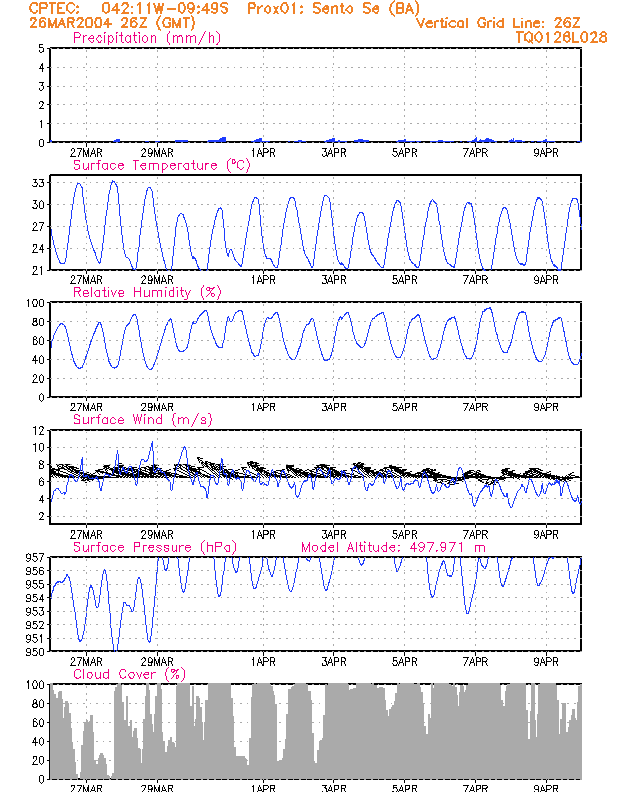 CPTEC:   042:11W-09:49S   Prox01: Sento Se (BA)
26MAR2004 26Z (GMT)   Vertical Grid Line: 26Z
Precipitation (mm/h)   TQ0126L028
5
4
3
2
1
0
27MAR   29MAR   1APR   3APR   5APR   7APR   9APR
Surface Temperature (°C)
33
30
27
24
21
27MAR   29MAR   1APR   3APR   5APR   7APR   9APR
Relative Humidity (%)
100
80
60
40
20
0
27MAR   29MAR   1APR   3APR   5APR   7APR   9APR
Surface Wind (m/s)
12
10
8
6
4
2
27MAR   29MAR   1APR   3APR   5APR   7APR   9APR
Surface Pressure (hPa)   Model Altitude: 497.971 m
957
956
955
954
953
952
951
950
27MAR   29MAR   1APR   3APR   5APR   7APR   9APR
Cloud Cover (%)
100
80
60
40
20
0
27MAR   29MAR   1APR   3APR   5APR   7APR   9APR